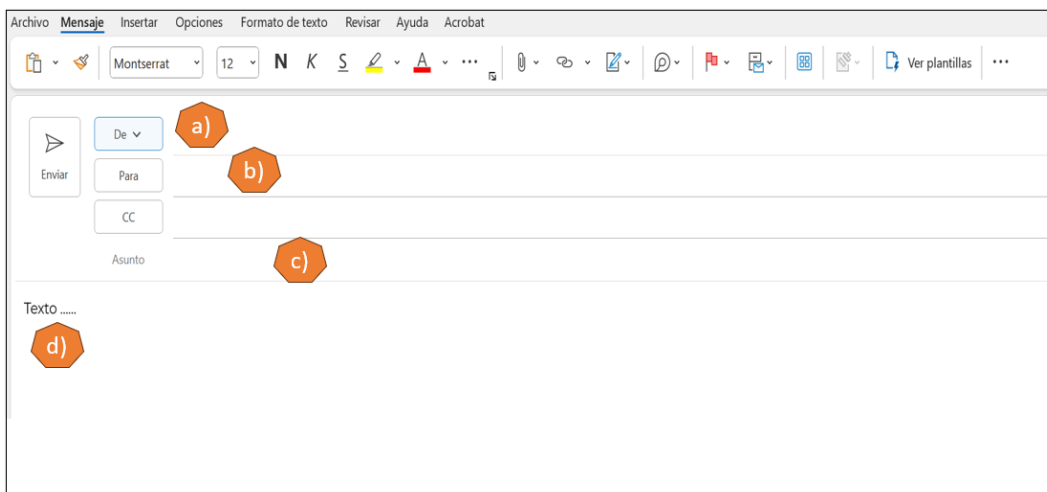 Archivo Mensaje Insertar Opciones Formato de texto Revisar Ayuda Acrobat
Montserrat 12 N K S A ... Ver plantillas ...
De a)
Enviar Para b)
CC
Asunto c)
Texto ......
d)